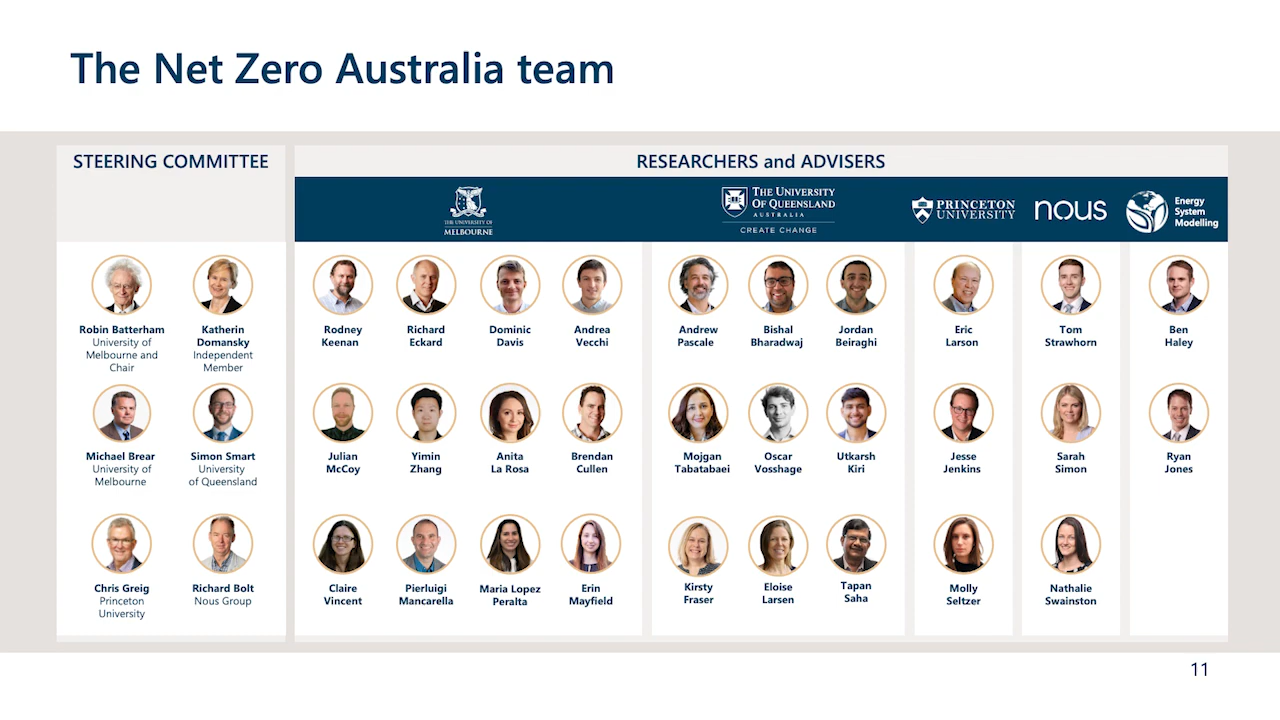 The Net Zero Australia team
STEERING COMMITTEE
RESEARCHERS and ADVISERS
THE UNIVERSITY OF
MELBOURNE
THE UNIVERSITY
OF QUEENSLAND
AUSTRALIA
CREATE CHANGE
PRINCETON
UNIVERSITY
nous
Energy
System
Modelling
Robin Batterham
University of
Melbourne and
Chair
Katherin
Domansky
Independent
Member
Rodney
Keenan
Richard
Eckard
Dominic
Davis
Andrea
Vecchi
Andrew
Pascale
Bishal
Bharadwaj
Jordan
Beiraghi
Eric
Larson
Tom
Strawhorn
Ben
Haley
Michael Brear
University of
Melbourne
Simon Smart
University
of Queensland
Julian
McCoy
Yimin
Zhang
Anita
La Rosa
Brendan
Cullen
Mojgan
Tabatabaei
Oscar
Vosshage
Utkarsh
Kiri
Jesse
Jenkins
Sarah
Simon
Ryan
Jones
Chris Greig
Princeton
University
Richard Bolt
Nous Group
Claire
Vincent
Pierluigi
Mancarella
Maria Lopez
Peralta
Erin
Mayfield
Kirsty
Fraser
Eloise
Larsen
Tapan
Saha
Molly
Seltzer
Nathalie
Swainston
11